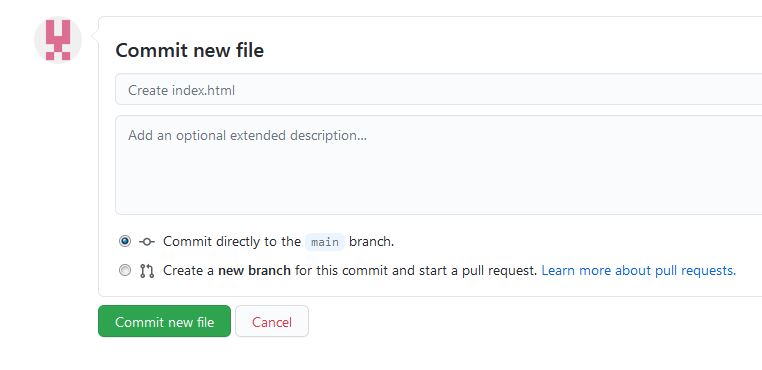 Commit new file
Create index.html
Add an optional extended description...
Commit directly to the main branch.
Create a new branch for this commit and start a pull request. Learn more about pull requests.
Commit new file
Cancel